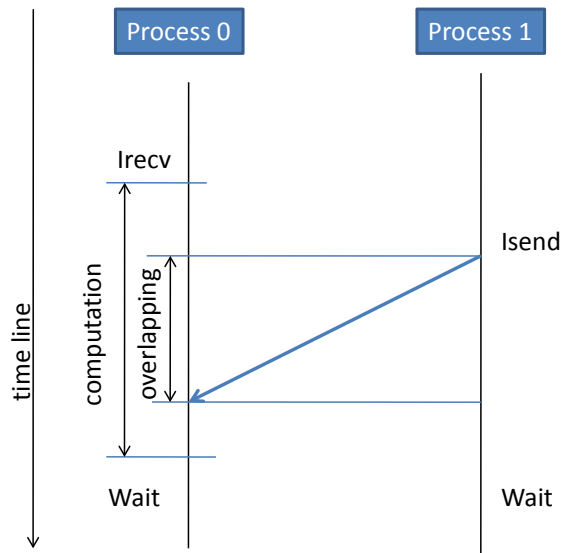 Process 0
Process 1
Irecv
Isend
time line
computation
overlapping
Wait
Wait